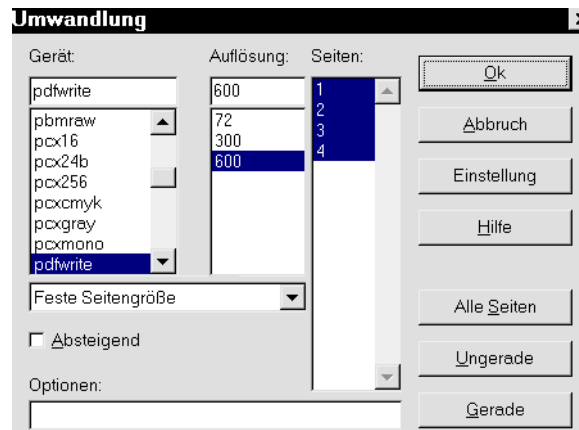 Umwandlung
Gerät:
Auflösung:
Seiten:
pdfwrite
600
pbmraw
pcx16
pcx24b
pcx256
pcxcmyk
pcxgray
pcxmono
pdfwrite
72
300
600
1
2
3
4
Feste Seitengröße
Absteigend
Optionen:
Ok
Abbruch
Einstellung
Hilfe
Alle Seiten
Ungerade
Gerade